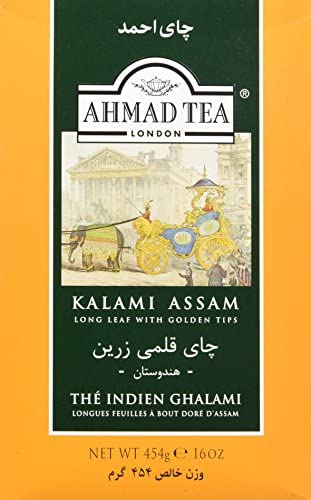 چای احمد
AHMAD TEA ®
LONDON
KALAMI ASSAM
LONG LEAF WITH GOLDEN TIPS
چای قلمی زرین
- هندوستان -
THÉ INDIEN GHALAMI
LONGUES FEUILLES À BOUT DORÉ D'ASSAM
NET WT 454g ℮ 16OZ
وزن خالص ۴۵۴ گرم